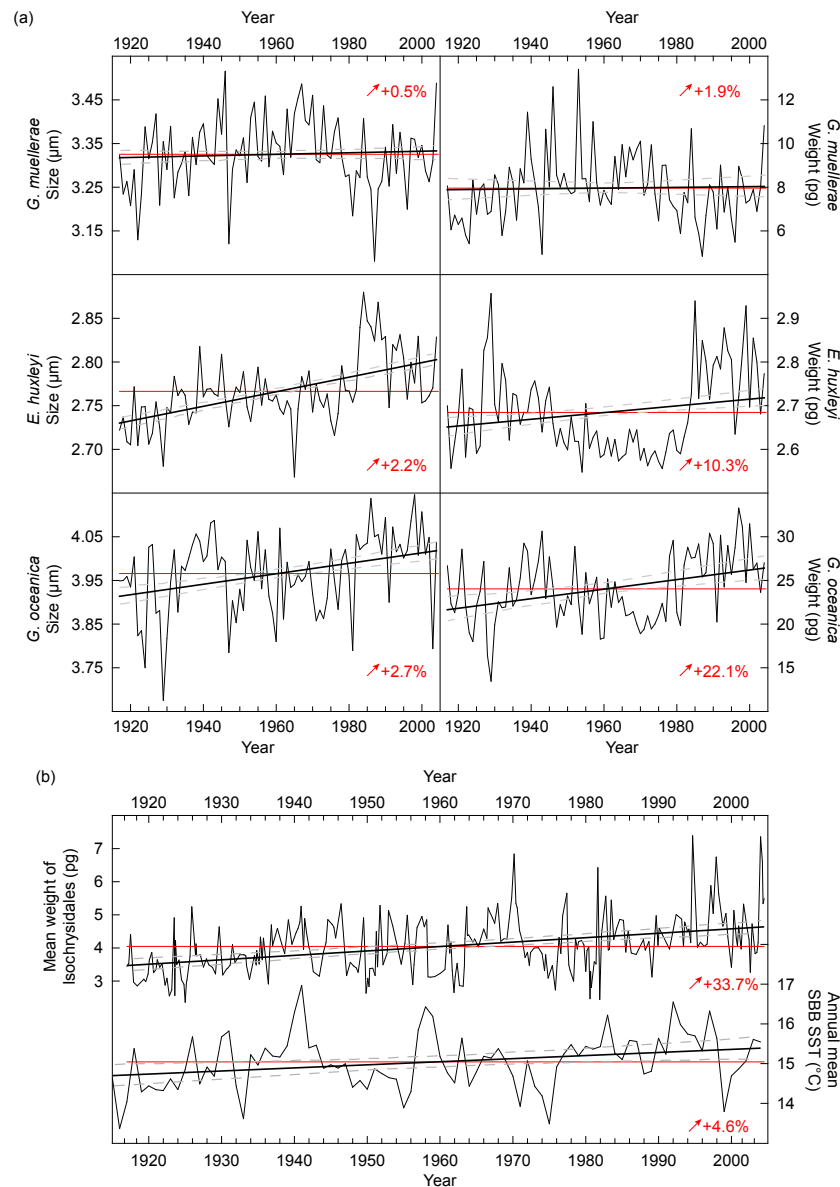 (a)
Year
1920 1940 1960 1980 2000 1920 1940 1960 1980 2000
G. muellerae
Size (µm)
3.45
3.35
3.25
3.15
↗+0.5%
↗+1.9%
12
10
8
6
G. muellerae
Weight (pg)
E. huxleyi
Size (µm)
2.85
2.80
2.75
2.70
↗+2.2%
↗+10.3%
2.9
2.8
2.7
2.6
E. huxleyi
Weight (pg)
G. oceanica
Size (µm)
4.05
3.95
3.85
3.75
↗+2.7%
↗+22.1%
30
25
20
15
G. oceanica
Weight (pg)
1920 1940 1960 1980 2000 1920 1940 1960 1980 2000
Year
(b)
Year
1920 1930 1940 1950 1960 1970 1980 1990 2000
Mean weight of
Isochrysidales (pg)
7
6
5
4
3
↗+33.7%
17
16
15
14
Annual mean
SBB SST (°C)
↗+4.6%
1920 1930 1940 1950 1960 1970 1980 1990 2000
Year